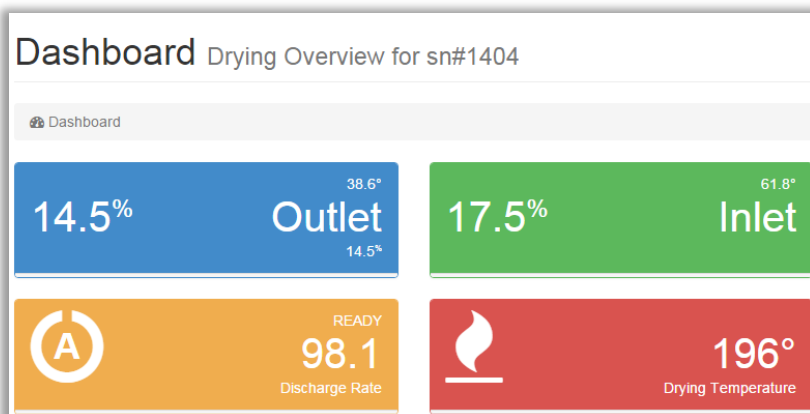 Dashboard Drying Overview for sn#1404
Dashboard
14.5%
38.6°
Outlet
14.5%
17.5%
61.8°
Inlet
A
READY
98.1
Discharge Rate
196°
Drying Temperature